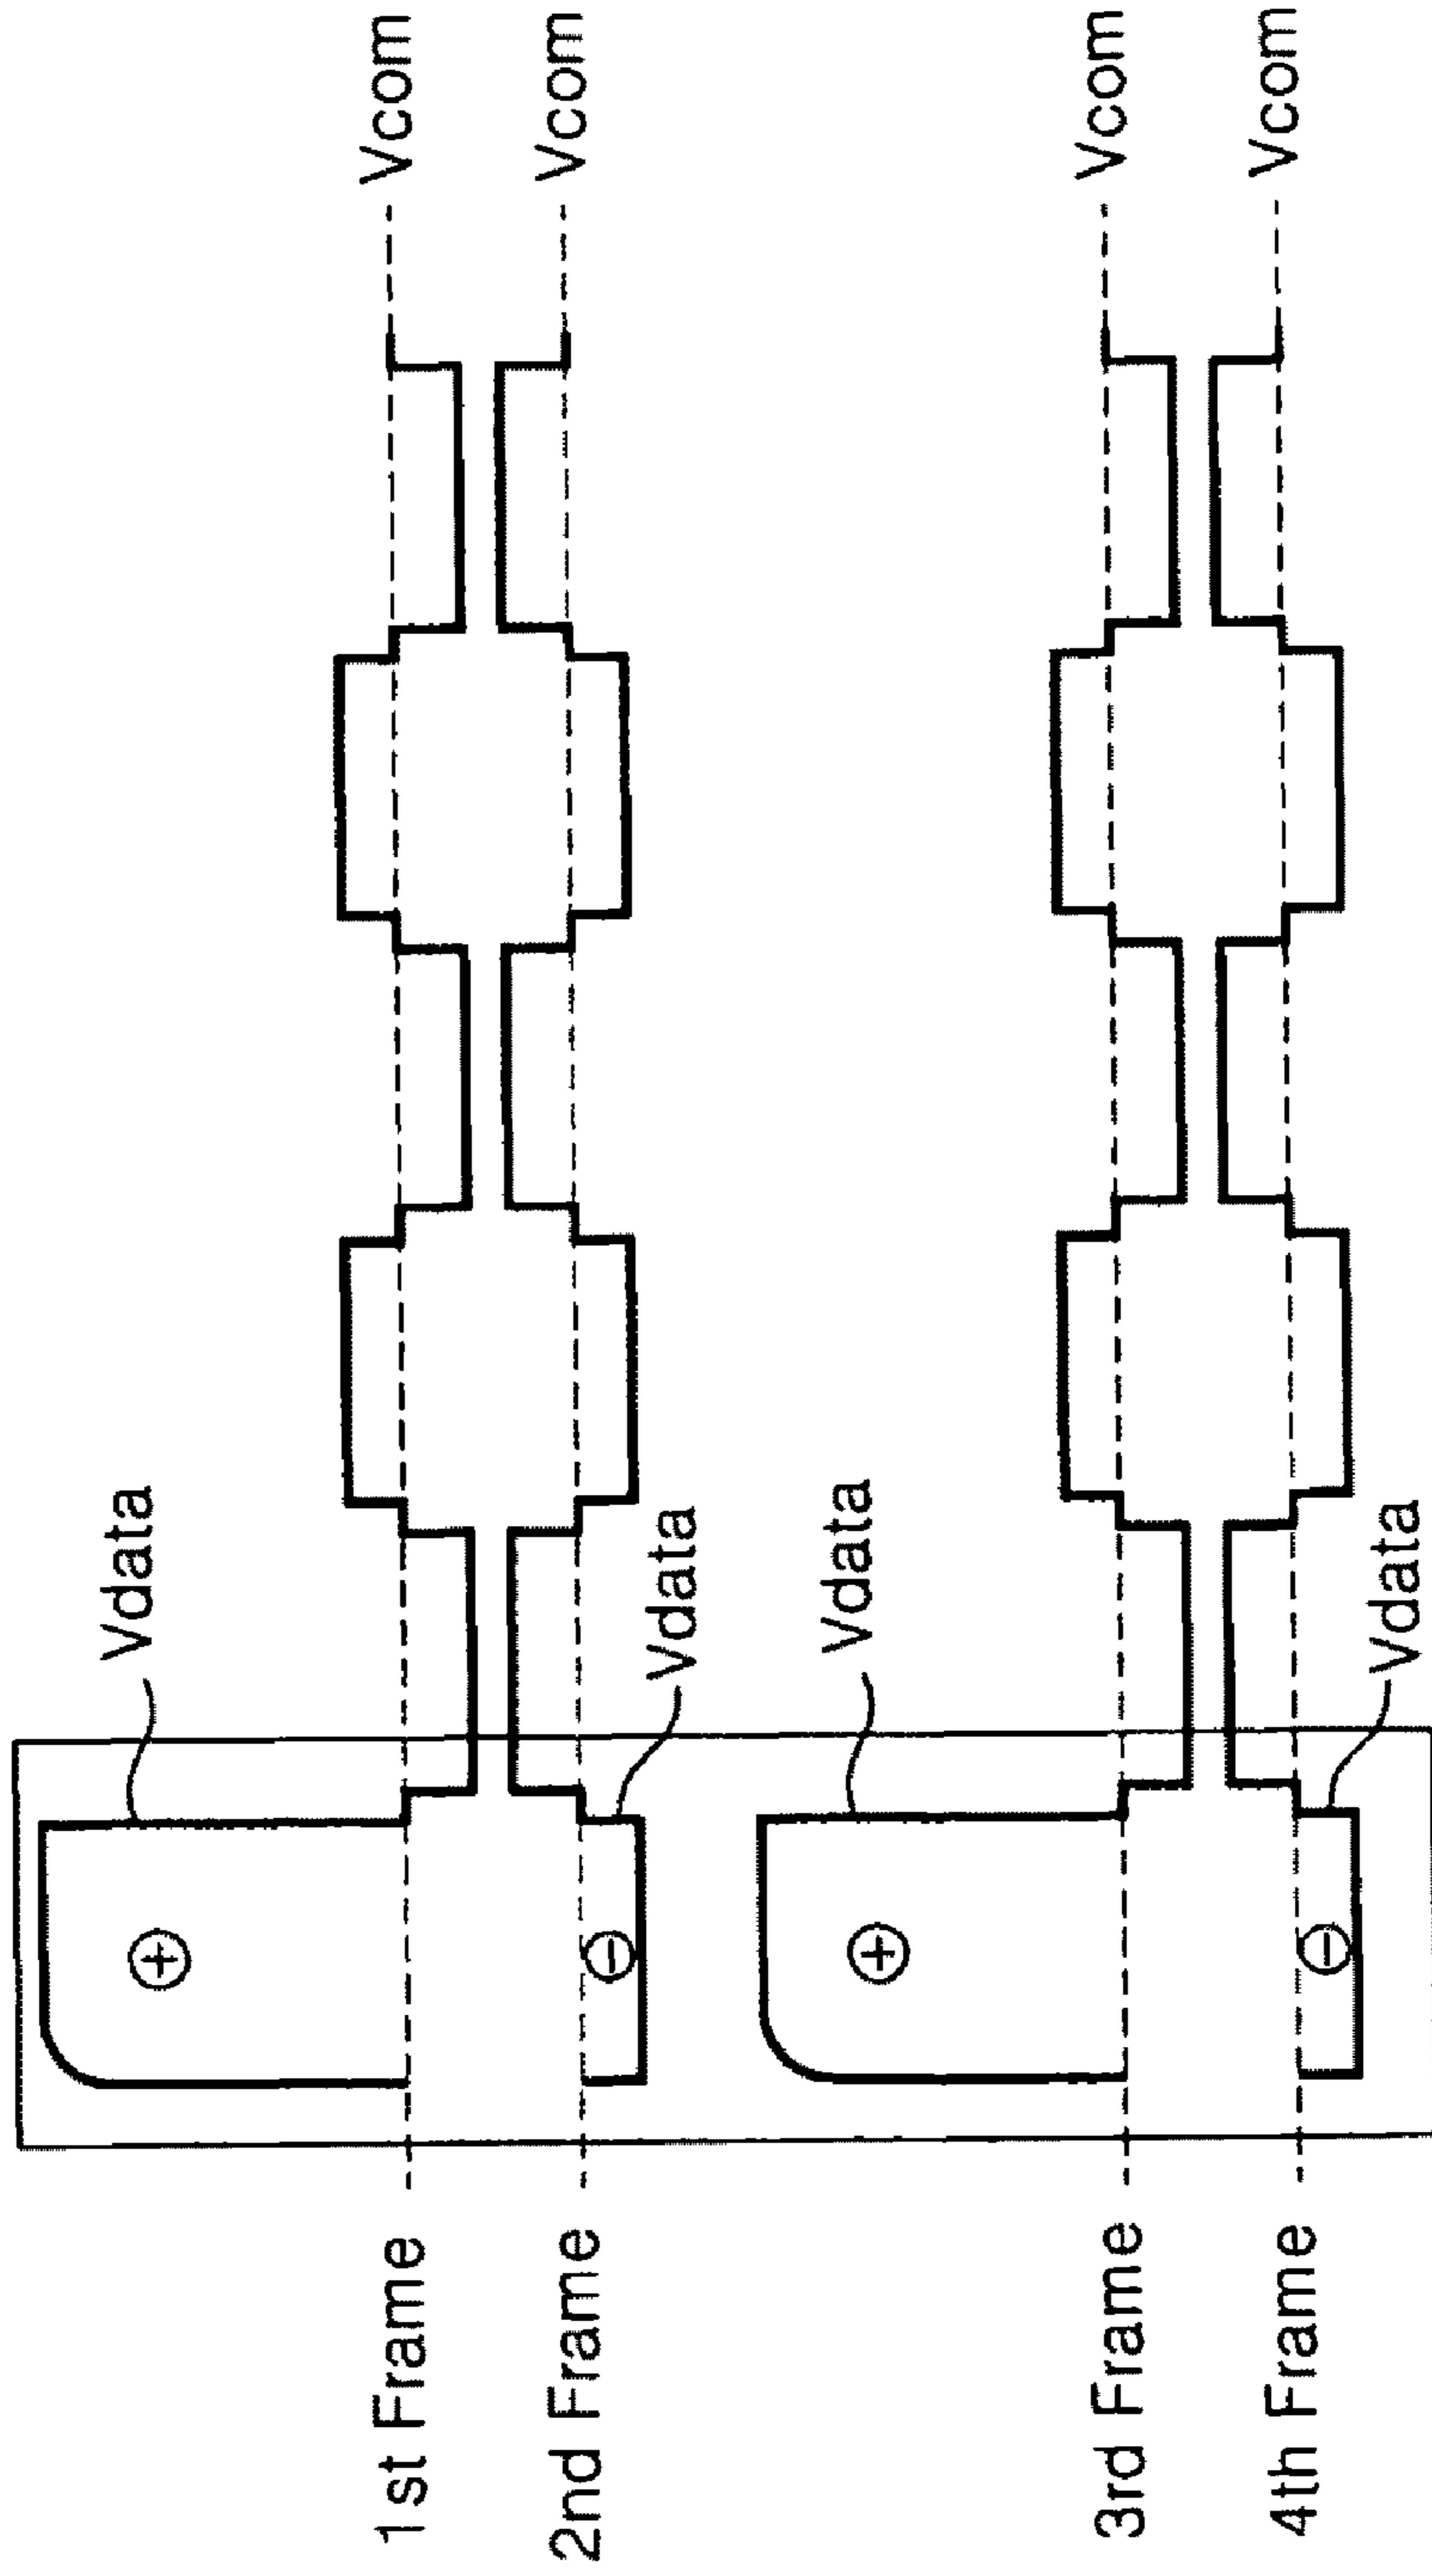 Vdata
⊕
1st Frame
Vcom
2nd Frame
Vcom
⊖
Vdata
Vdata
⊕
3rd Frame
Vcom
4th Frame
Vcom
⊖
Vdata